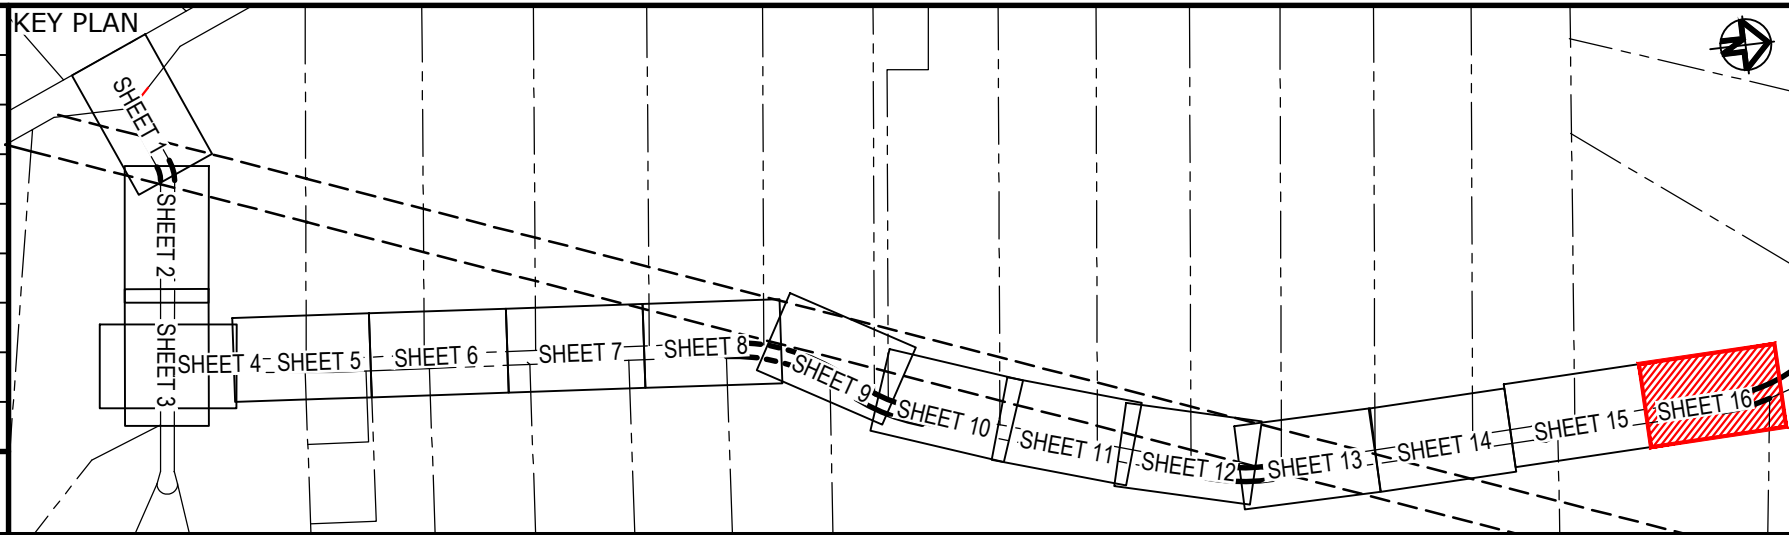 KEY PLAN
N
SHEET 1
SHEET 2
SHEET 3
SHEET 4
SHEET 5
SHEET 6
SHEET 7
SHEET 8
SHEET 9
SHEET 10
SHEET 11
SHEET 12
SHEET 13
SHEET 14
SHEET 15
SHEET 16